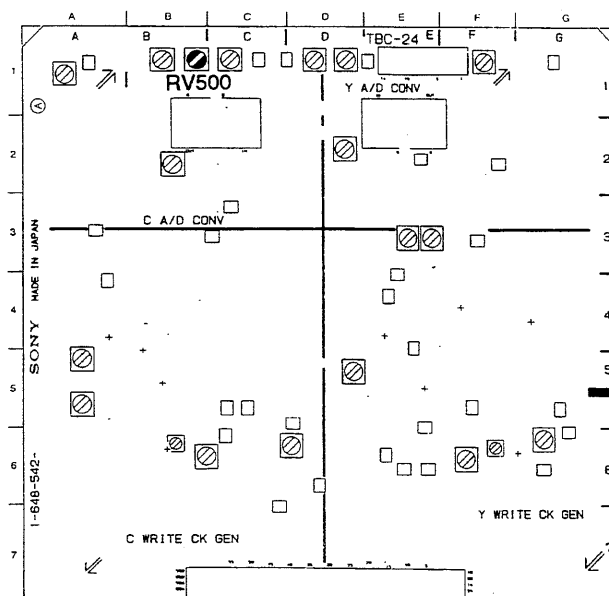 A B C D E F G
A B C D TBC-24 E F G
1 RV500 Y A/D CONV 1
A
2 2
C A/D CONV
3 3
MADE IN JAPAN
4 4
SONY
5 5
6 6
1-648-542-
Y WRITE CK GEN
C WRITE CK GEN
7 7